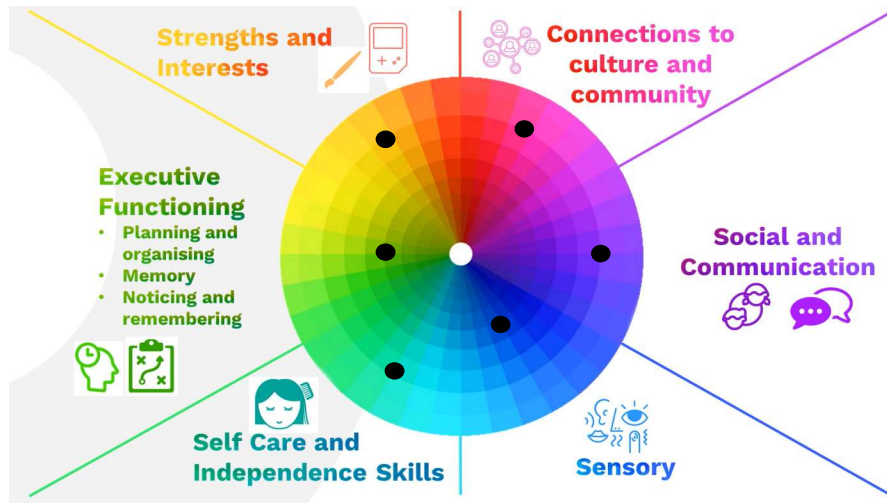 Strengths and
Interests
Connections to
culture and
community
Executive
Functioning
• Planning and
organising
• Memory
• Noticing and
remembering
Social and
Communication
Self Care and
Independence Skills
Sensory